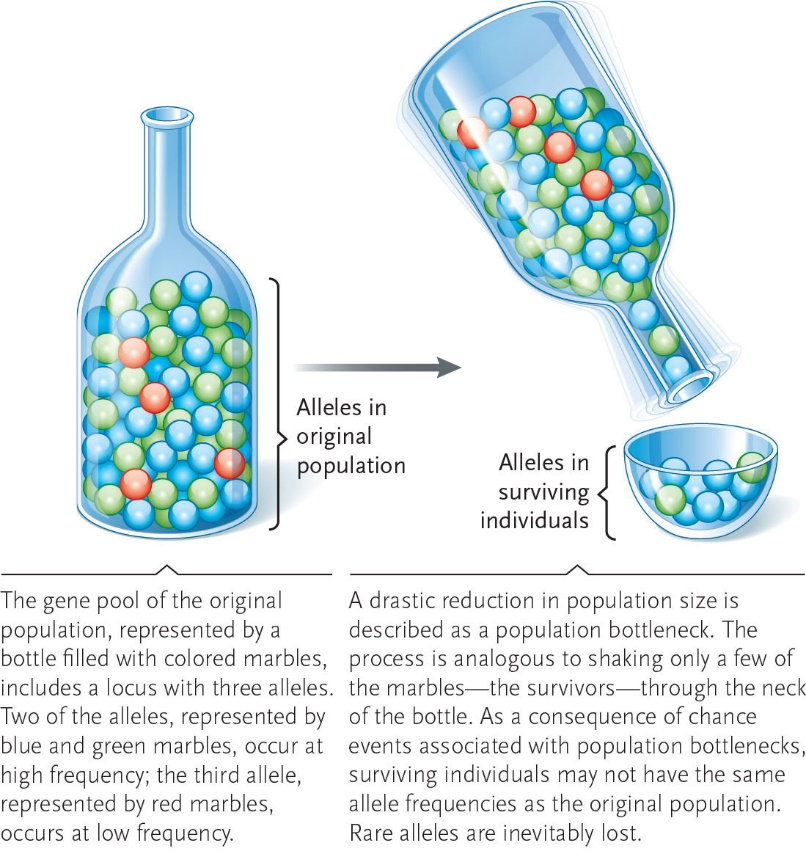 Alleles in
original
population
Alleles in
surviving
individuals
The gene pool of the original
population, represented by a
bottle filled with colored marbles,
includes a locus with three alleles.
Two of the alleles, represented by
blue and green marbles, occur at
high frequency; the third allele,
represented by red marbles,
occurs at low frequency.
A drastic reduction in population size is
described as a population bottleneck. The
process is analogous to shaking only a few of
the marbles—the survivors—through the neck
of the bottle. As a consequence of chance
events associated with population bottlenecks,
surviving individuals may not have the same
allele frequencies as the original population.
Rare alleles are inevitably lost.